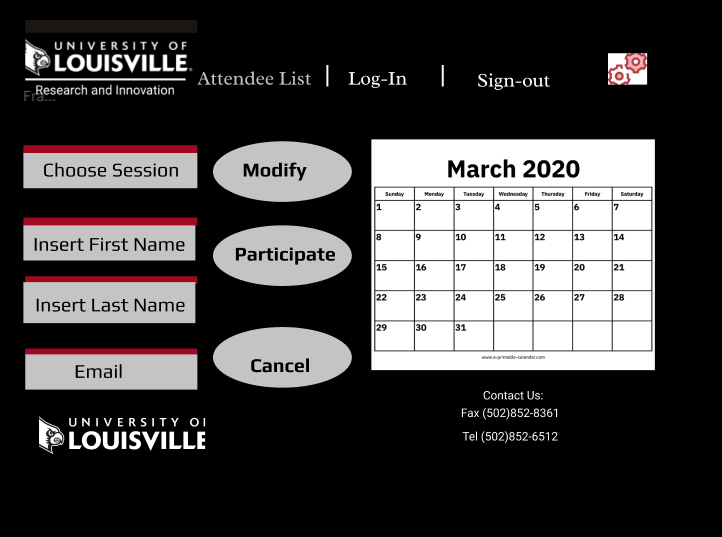 UNIVERSITY OF
LOUISVILLE.
Research and Innovation
Fra...
Attendee List | Log-In | Sign-out
Choose Session
Insert First Name
Insert Last Name
Email
Modify
Participate
Cancel
March 2020
Sunday Monday Tuesday Wednesday Thursday Friday Saturday
1 2 3 4 5 6 7
8 9 10 11 12 13 14
15 16 17 18 19 20 21
22 23 24 25 26 27 28
29 30 31
www.a-printable-calendar.com
Contact Us:
Fax (502)852-8361
Tel (502)852-6512
UNIVERSITY OF
LOUISVILLE